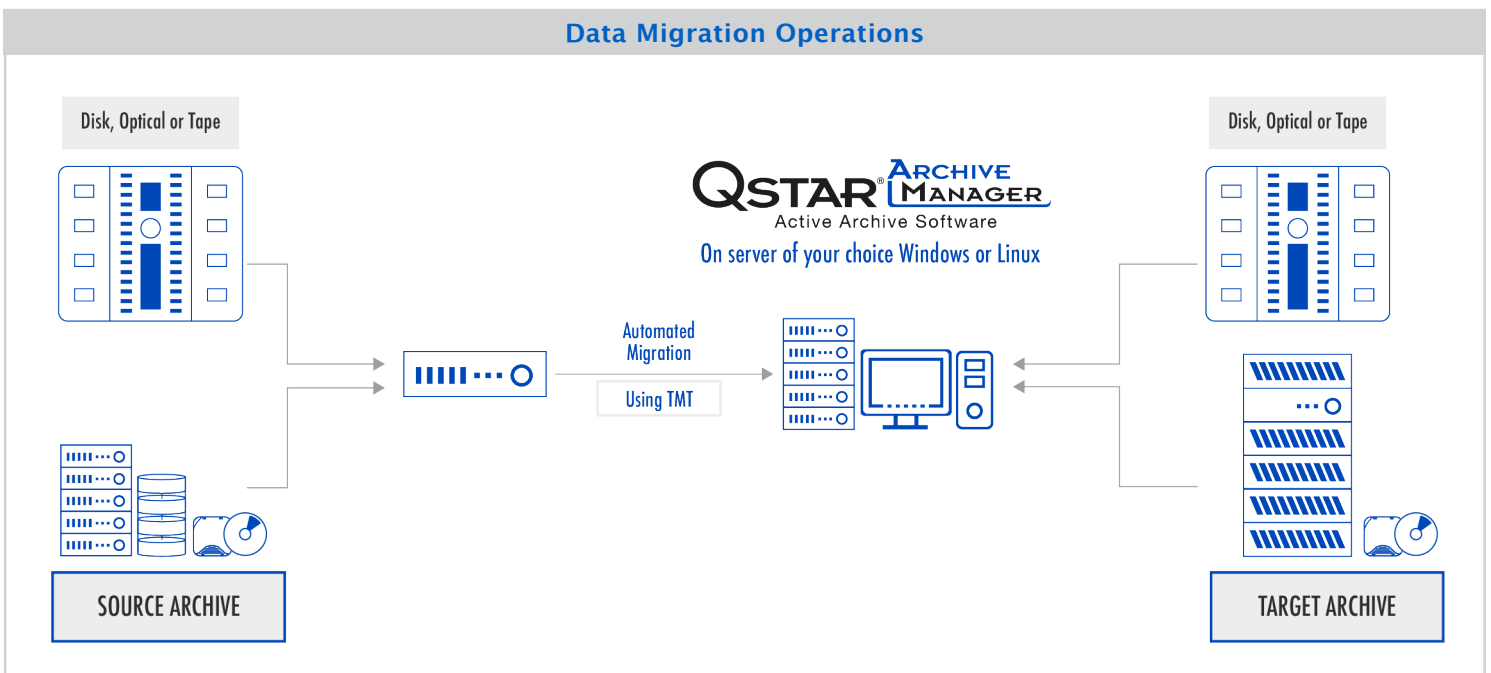 Data Migration Operations
Disk, Optical or Tape
Disk, Optical or Tape
QSTAR® ARCHIVE MANAGER
Active Archive Software
On server of your choice Windows or Linux
Automated
Migration
Using TMT
SOURCE ARCHIVE
TARGET ARCHIVE